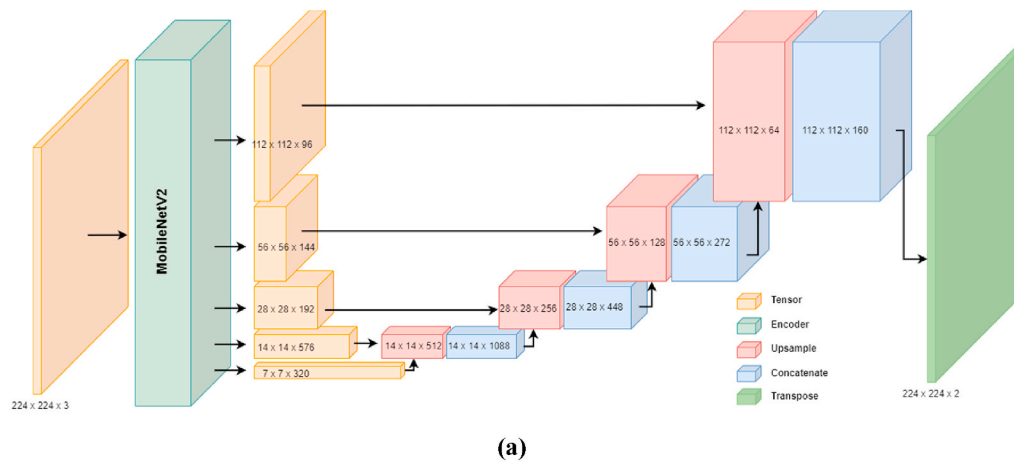 112 x 112 x 64
112 x 112 x 160
112 x 112 x 96
MobileNetV2
56 x 56 x 144
56 x 56 x 128
56 x 56 x 272
28 x 28 x 192
28 x 28 x 256
28 x 28 x 448
14 x 14 x 576
14 x 14 x 512
14 x 14 x 1088
7 x 7 x 320
224 x 224 x 3
Tensor
Encoder
Upsample
Concatenate
Transpose
224 x 224 x 2
(a)